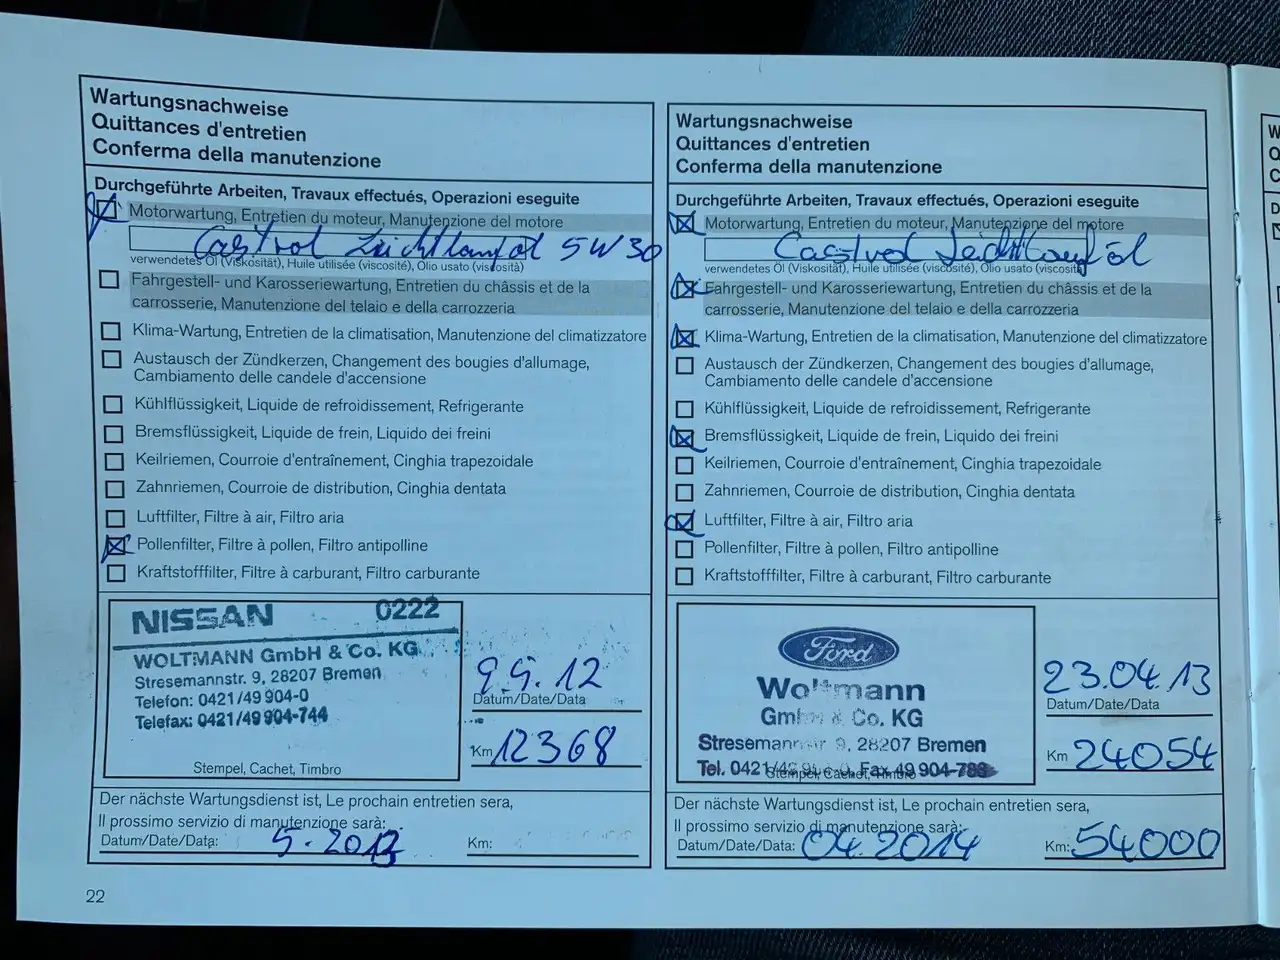 Wartungsnachweise
Quittances d'entretien
Conferma della manutenzione
Durchgeführte Arbeiten, Travaux effectués, Operazioni eseguite
Motorwartung, Entretien du moteur, Manutenzione del motore
Castrol Leichtlauföl 5W30
verwendetes Öl (Viskosität), Huile utilisée (viscosité), Olio usato (viscosità)
Fahrgestell- und Karosseriewartung, Entretien du châssis et de la
carrosserie, Manutenzione del telaio e della carrozzeria
Klima-Wartung, Entretien de la climatisation, Manutenzione del climatizzatore
Austausch der Zündkerzen, Changement des bougies d'allumage,
Cambiamento delle candele d'accensione
Kühlflüssigkeit, Liquide de refroidissement, Refrigerante
Bremsflüssigkeit, Liquide de frein, Liquido dei freini
Keilriemen, Courroie d'entraînement, Cinghia trapezoidale
Zahnriemen, Courroie de distribution, Cinghia dentata
Luftfilter, Filtre à air, Filtro aria
Pollenfilter, Filtre à pollen, Filtro antipolline
Kraftstofffilter, Filtre à carburant, Filtro carburante
NISSAN 0222
WOLTMANN GmbH & Co. KG
Stresemannstr. 9, 28207 Bremen
Telefon: 0421/49 904-0
Telefax: 0421/49 904-744
Stempel, Cachet, Timbro
9.5.12
Datum/Date/Data
Km 12368
Der nächste Wartungsdienst ist, Le prochain entretien sera,
Il prossimo servizio di manutenzione sarà:
Datum/Date/Data: 5.2013 Km:
22
Wartungsnachweise
Quittances d'entretien
Conferma della manutenzione
Durchgeführte Arbeiten, Travaux effectués, Operazioni eseguite
Motorwartung, Entretien du moteur, Manutenzione del motore
Castrol Leichtlauföl
verwendetes Öl (Viskosität), Huile utilisée (viscosité), Olio usato (viscosità)
Fahrgestell- und Karosseriewartung, Entretien du châssis et de la
carrosserie, Manutenzione del telaio e della carrozzeria
Klima-Wartung, Entretien de la climatisation, Manutenzione del climatizzatore
Austausch der Zündkerzen, Changement des bougies d'allumage,
Cambiamento delle candele d'accensione
Kühlflüssigkeit, Liquide de refroidissement, Refrigerante
Bremsflüssigkeit, Liquide de frein, Liquido dei freini
Keilriemen, Courroie d'entraînement, Cinghia trapezoidale
Zahnriemen, Courroie de distribution, Cinghia dentata
Luftfilter, Filtre à air, Filtro aria
Pollenfilter, Filtre à pollen, Filtro antipolline
Kraftstofffilter, Filtre à carburant, Filtro carburante
Ford
Woltmann
GmbH & Co. KG
Stresemannstr. 9, 28207 Bremen
Tel. 0421/49 Fax 49 904-788
Stempel, Cachet, Timbro
23.04.13
Datum/Date/Data
Km 24054
Der nächste Wartungsdienst ist, Le prochain entretien sera,
Il prossimo servizio di manutenzione sarà:
Datum/Date/Data: 04.2014 Km: 54000